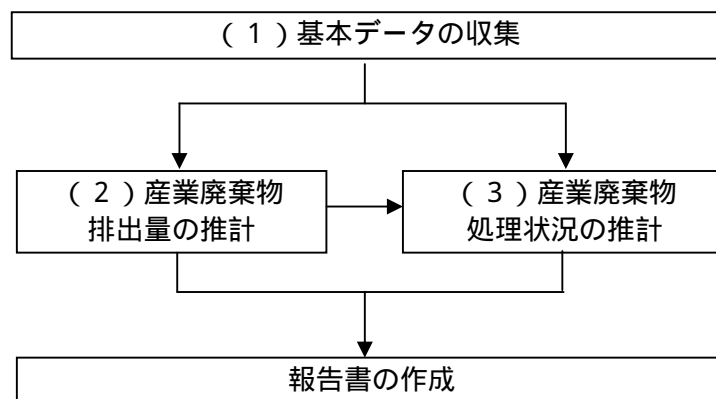 （１）基本データの収集
（２）産業廃棄物
排出量の推計
（３）産業廃棄物
処理状況の推計
報告書の作成